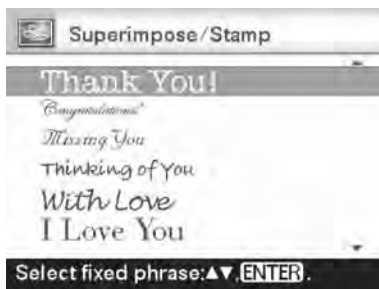 Superimpose/Stamp
Thank You!
Congratulations!
Missing You
Thinking of You
With Love
I Love You
Select fixed phrase:▲▼,ENTER.